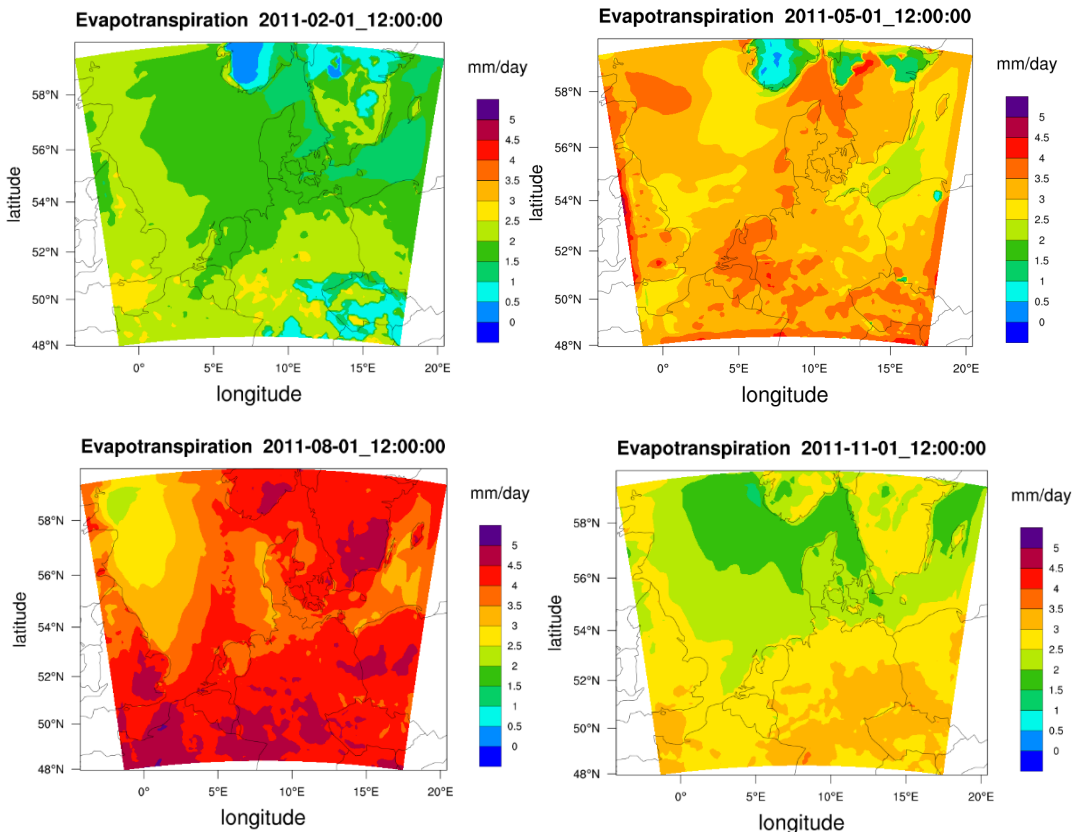 Evapotranspiration 2011-02-01_12:00:00
mm/day
latitude
58°N
56°N
54°N
52°N
50°N
48°N
5
4.5
4
3.5
3
2.5
2
1.5
1
0.5
0
0°
5°E
10°E
15°E
20°E
longitude
Evapotranspiration 2011-05-01_12:00:00
mm/day
latitude
58°N
56°N
54°N
52°N
50°N
48°N
5
4.5
4
3.5
3
2.5
2
1.5
1
0.5
0
0°
5°E
10°E
15°E
20°E
longitude
Evapotranspiration 2011-08-01_12:00:00
mm/day
latitude
58°N
56°N
54°N
52°N
50°N
48°N
5
4.5
4
3.5
3
2.5
2
1.5
1
0.5
0
0°
5°E
10°E
15°E
20°E
longitude
Evapotranspiration 2011-11-01_12:00:00
mm/day
latitude
58°N
56°N
54°N
52°N
50°N
48°N
5
4.5
4
3.5
3
2.5
2
1.5
1
0.5
0
0°
5°E
10°E
15°E
20°E
longitude